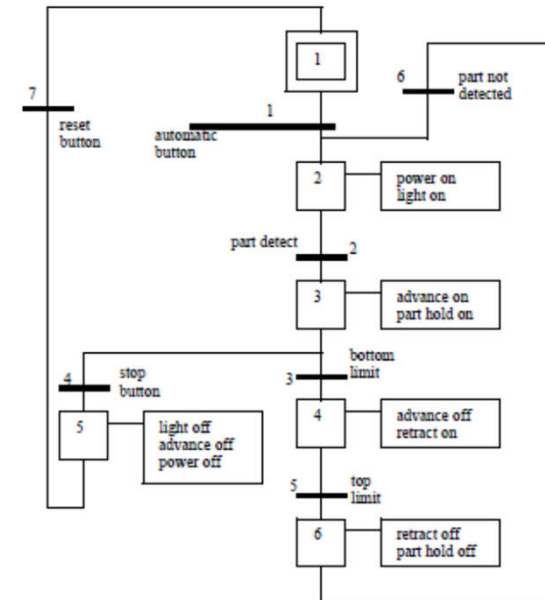 1
6
part not
detected
7
reset
button
1
automatic
button
2
power on
light on
part detect
2
3
advance on
part hold on
4
stop
button
3
bottom
limit
5
light off
advance off
power off
4
advance off
retract on
5
top
limit
6
retract off
part hold off